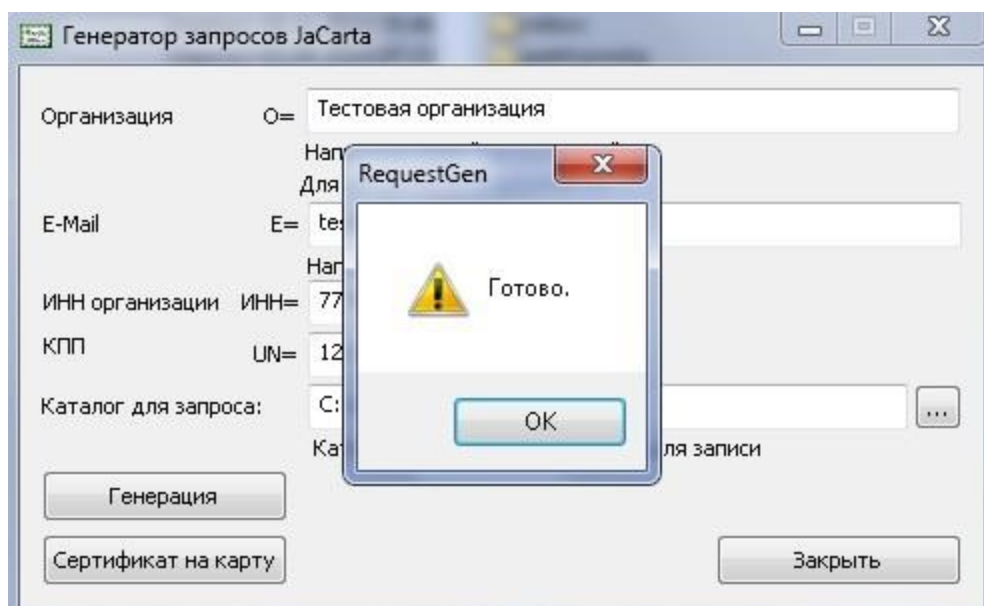 Генератор запросов JaCarta
Организация O= Тестовая организация
RequestGen
Для
E-Mail E=
ИНН организации ИНН= 77
Готово.
КПП UN= 12
Каталог для запроса: C: ...
OK
ля записи
Генерация
Сертификат на карту Закрыть